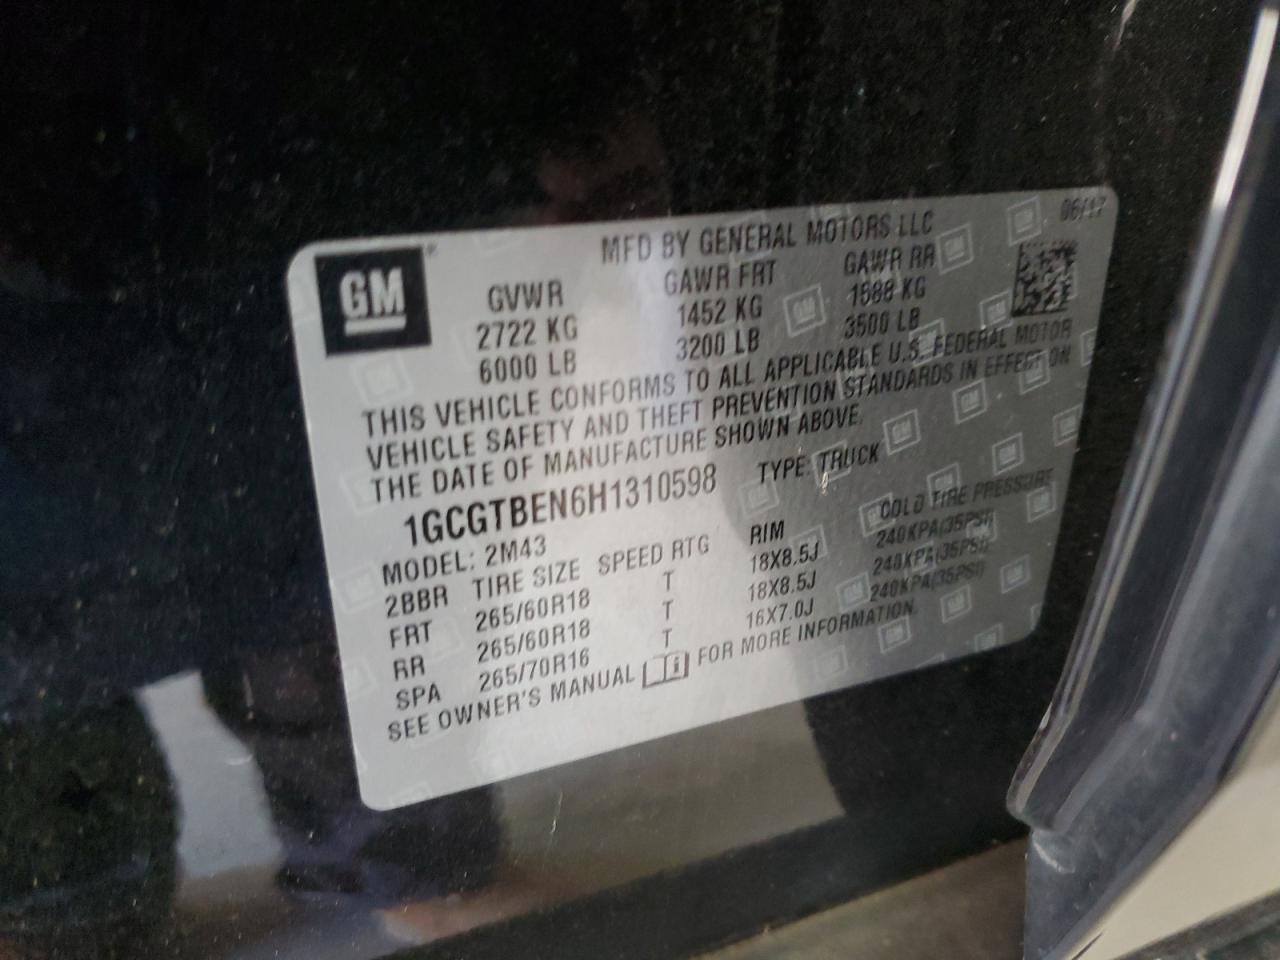 06/17
MFD BY GENERAL MOTORS LLC
GM®
GVWR GAWR FRT GAWR RR
2722 KG 1452 KG 1588 KG
6000 LB 3200 LB 3500 LB
THIS VEHICLE CONFORMS TO ALL APPLICABLE U.S. FEDERAL MOTOR
VEHICLE SAFETY AND THEFT PREVENTION STANDARDS IN EFFECT ON
THE DATE OF MANUFACTURE SHOWN ABOVE.
1GCGTBEN6H1310598 TYPE: TRUCK
MODEL: 2M43
2BBR TIRE SIZE SPEED RTG RIM COLD TIRE PRESSURE
FRT 265/60R18 T 18X8.5J 240KPA(35PSI)
RR 265/60R18 T 18X8.5J 240KPA(35PSI)
SPA 265/70R16 T 16X7.0J 240KPA(35PSI)
SEE OWNER'S MANUAL FOR MORE INFORMATION.